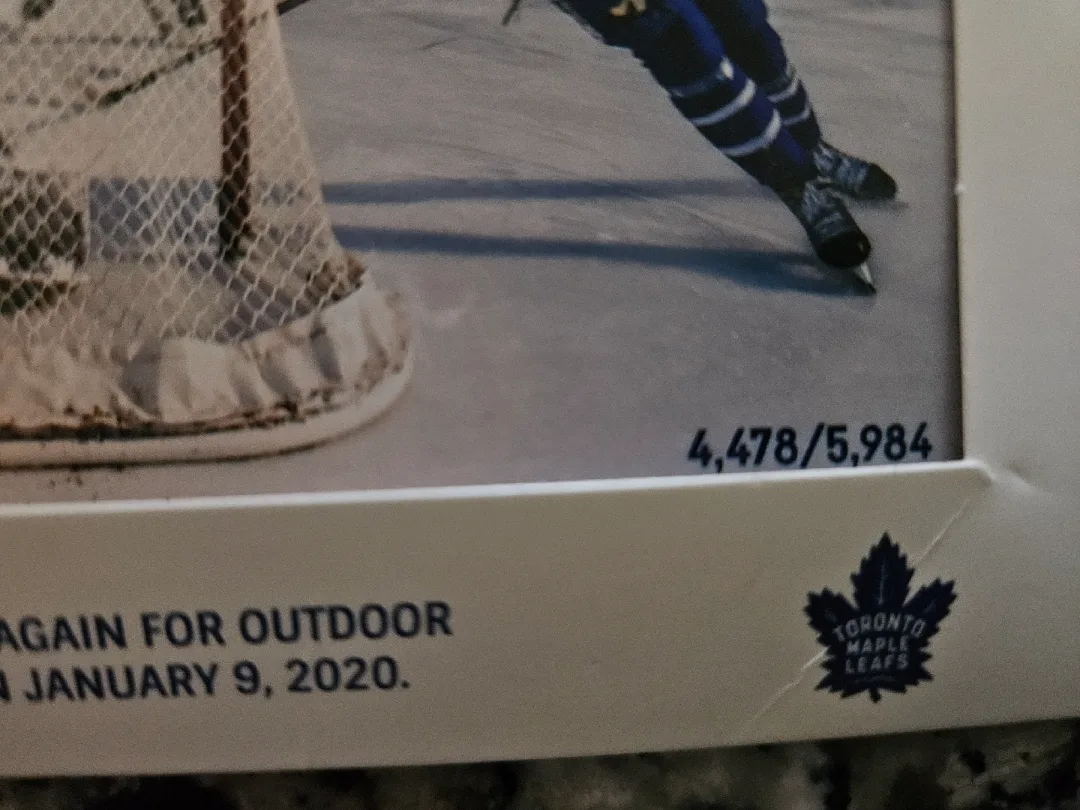 4,478/5,984
AGAIN FOR OUTDOOR
JANUARY 9, 2020.
TORONTO
MAPLE
LEAFS